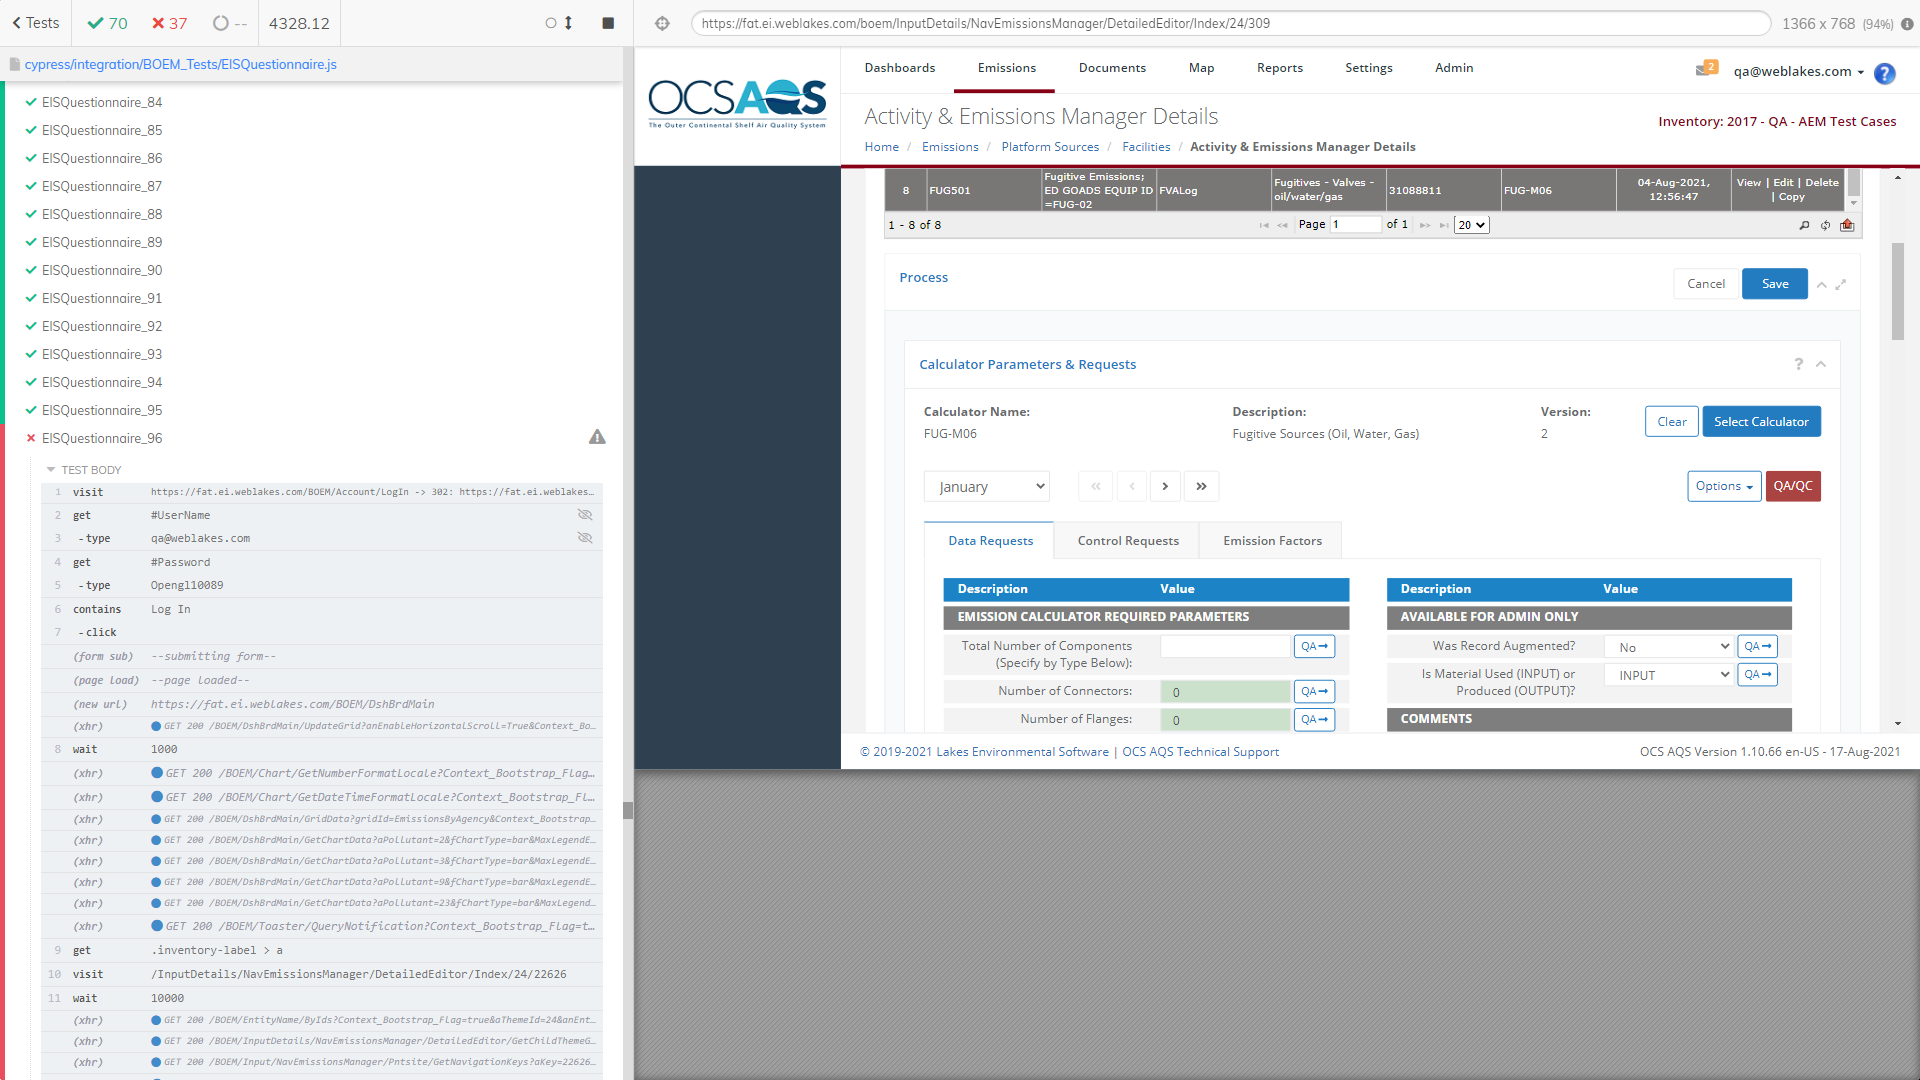 Tests
70
37
--
4328.12
https://fat.ei.weblakes.com/boem/InputDetails/NavEmissionsManager/DetailedEditor/Index/24/309
1366 x 768 (94%)
cypress/integration/BOEM_Tests/EISQuestionnaire.js
EISQuestionnaire_84
EISQuestionnaire_85
EISQuestionnaire_86
EISQuestionnaire_87
EISQuestionnaire_88
EISQuestionnaire_89
EISQuestionnaire_90
EISQuestionnaire_91
EISQuestionnaire_92
EISQuestionnaire_93
EISQuestionnaire_94
EISQuestionnaire_95
EISQuestionnaire_96
TEST BODY
1 visit https://fat.ei.weblakes.com/BOEM/Account/LogIn -> 302: https://fat.ei.weblakes...
2 get #UserName
3 -type qa@weblakes.com
4 get #Password
5 -type Opengl10089
6 contains Log In
7 -click
(form sub) --submitting form--
(page load) --page loaded--
(new url) https://fat.ei.weblakes.com/BOEM/DshBrdMain
(xhr) GET 200 /BOEM/DshBrdMain/UpdateGrid?anEnableHorizontalScroll=True&Context_Bo...
8 wait 1000
(xhr) GET 200 /BOEM/Chart/GetNumberFormatLocale?Context_Bootstrap_Flag...
(xhr) GET 200 /BOEM/Chart/GetDateTimeFormatLocale?Context_Bootstrap_Fl...
(xhr) GET 200 /BOEM/DshBrdMain/GridData?gridId=EmissionsByAgency&Context_Bootstrap...
(xhr) GET 200 /BOEM/DshBrdMain/GetChartData?aPollutant=2&fChartType=bar&MaxLegendE...
(xhr) GET 200 /BOEM/DshBrdMain/GetChartData?aPollutant=3&fChartType=bar&MaxLegendE...
(xhr) GET 200 /BOEM/DshBrdMain/GetChartData?aPollutant=9&fChartType=bar&MaxLegendE...
(xhr) GET 200 /BOEM/DshBrdMain/GetChartData?aPollutant=23&fChartType=bar&MaxLegend...
(xhr) GET 200 /BOEM/Toaster/QueryNotification?Context_Bootstrap_Flag=t...
9 get .inventory-label > a
10 visit /InputDetails/NavEmissionsManager/DetailedEditor/Index/24/22626
11 wait 10000
(xhr) GET 200 /BOEM/EntityName/ByIds?Context_Bootstrap_Flag=true&aThemeId=24&anEnt...
(xhr) GET 200 /BOEM/InputDetails/NavEmissionsManager/DetailedEditor/GetChildThemeG...
(xhr) GET 200 /BOEM/Input/NavEmissionsManager/Pntsite/GetNavigationKeys?aKey=22626...
OCSAQS
The Outer Continental Shelf Air Quality System
Dashboards Emissions Documents Map Reports Settings Admin
2
qa@weblakes.com
?
Activity & Emissions Manager Details
Inventory: 2017 - QA - AEM Test Cases
Home / Emissions / Platform Sources / Facilities / Activity & Emissions Manager Details
8 FUG501 Fugitive Emissions; ED GOADS EQUIP ID =FUG-02 FVALog Fugitives - Valves - oil/water/gas 31088811 FUG-M06 04-Aug-2021, 12:56:47 View | Edit | Delete | Copy
1 - 8 of 8
Page 1 of 1 20
Process
Cancel Save
Calculator Parameters & Requests
?
Calculator Name: Description: Version:
FUG-M06 Fugitive Sources (Oil, Water, Gas) 2
Clear Select Calculator
January
Options QA/QC
Data Requests Control Requests Emission Factors
Description Value
EMISSION CALCULATOR REQUIRED PARAMETERS
Total Number of Components (Specify by Type Below): QA
Number of Connectors: 0 QA
Number of Flanges: 0 QA
Description Value
AVAILABLE FOR ADMIN ONLY
Was Record Augmented? No QA
Is Material Used (INPUT) or Produced (OUTPUT)? INPUT QA
COMMENTS
© 2019-2021 Lakes Environmental Software | OCS AQS Technical Support
OCS AQS Version 1.10.66 en-US - 17-Aug-2021